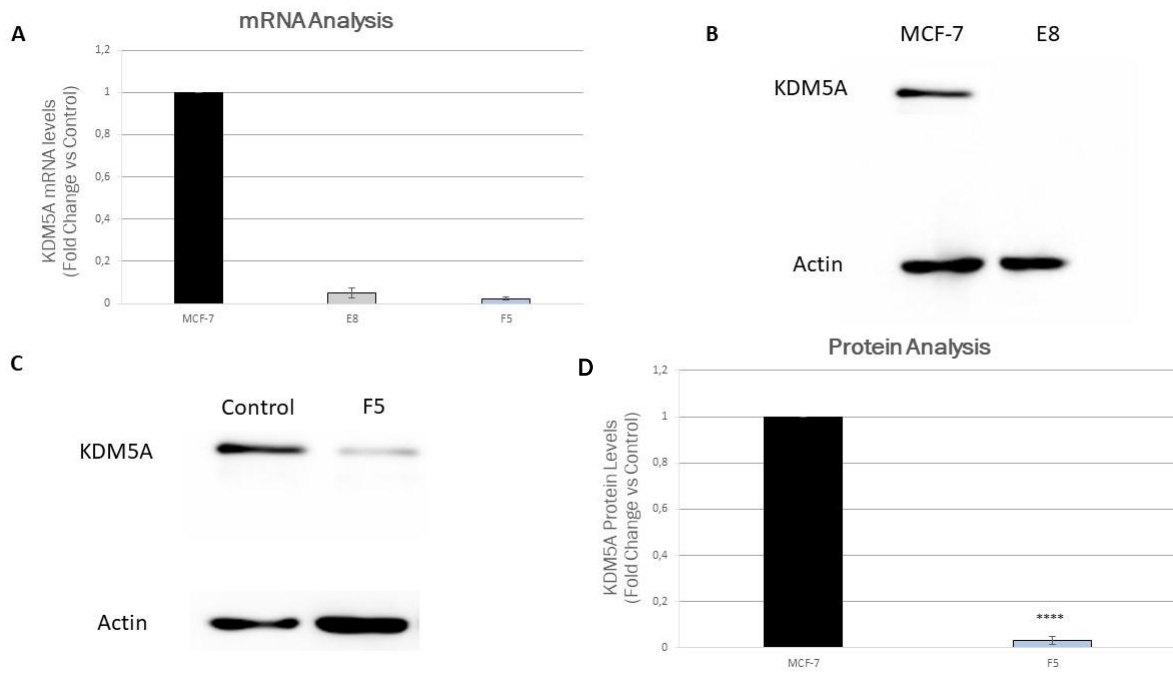 A
mRNA Analysis
KDM5A mRNA levels
(Fold Change vs Control)
1,2
1
0,8
0,6
0,4
0,2
0
MCF-7 E8 F5
B
MCF-7 E8
KDM5A
Actin
C
Control F5
KDM5A
Actin
D
Protein Analysis
KDM5A Protein Levels
(Fold Change vs Control)
1,2
1
0,8
0,6
0,4
0,2
0
****
MCF-7 F5